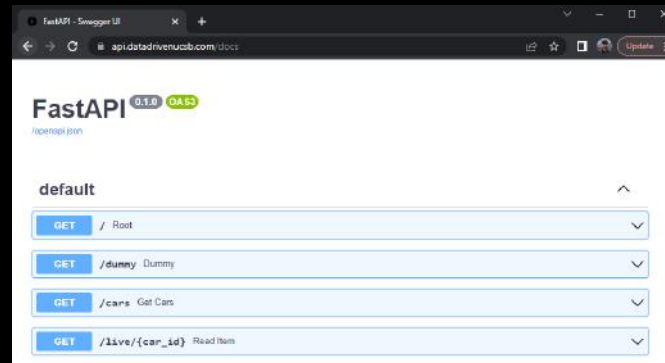 FastAPI - Swagger UI
api.datadrivenucsb.com/docs
Update
FastAPI 0.1.0 OAS3
/openapi.json
default
GET / Root
GET /dummy Dummy
GET /cars Get Cars
GET /live/{car_id} Read Item